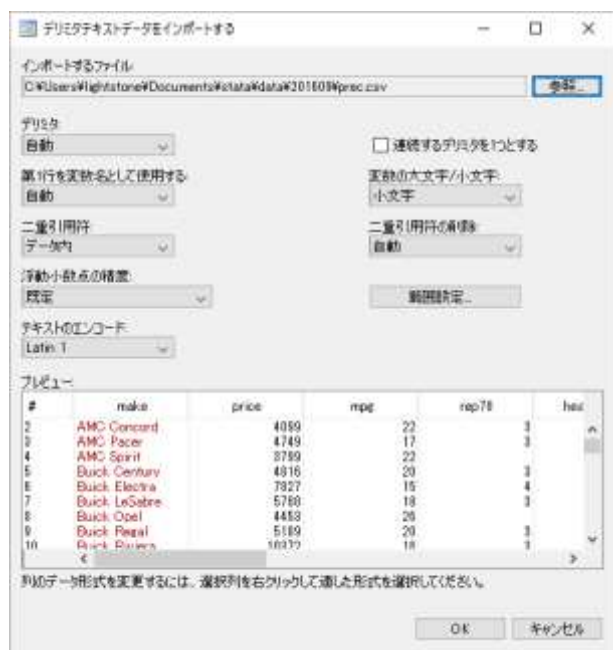 デリミタテキストデータをインポートする
インポートするファイル:
C:¥Users¥lightstone¥Documents¥stata¥data¥201609¥proc.csv 参照...
デリミタ:
自動 連続するデリミタを1つとする
第1行を変数名として使用する: 変数の大文字/小文字:
自動 小文字
二重引用符: 二重引用符の削除:
データ内 自動
浮動小数点の精度:
既定 範囲設定...
テキストのエンコード:
Latin 1
プレビュー:
# make price mpg rep78 hea
2 AMC Concord 4099 22 3
3 AMC Pacer 4749 17 3
4 AMC Spirit 3799 22
5 Buick Century 4816 20 3
6 Buick Electra 7827 15 4
7 Buick LeSabre 5788 18 3
8 Buick Opel 4453 26
9 Buick Regal 5189 20 3
10 Buick Riviera 10372 16 3
列のデータ形式を変更するには、選択列を右クリックして適した形式を選択してください。
OK キャンセル